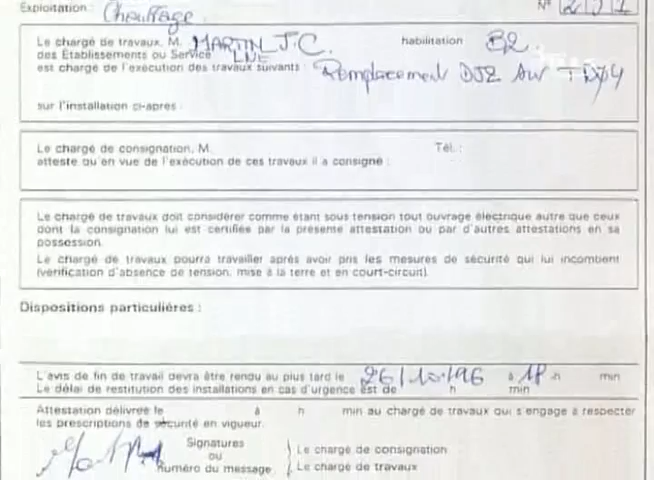 Exploitation : Chauffage N°
Le chargé de travaux, M. MARTIN J.C. habilitation B2
des Établissements ou Service LNE
est chargé de l'exécution des travaux suivants : Remplacement DJ2 au TD
sur l'installation ci-après :
Le chargé de consignation, M. Tél. :
atteste qu'en vue de l'exécution de ces travaux il a consigné :
Le chargé de travaux doit considérer comme étant sous tension tout ouvrage électrique autre que ceux
dont la consignation lui est certifiée par la présente attestation ou par d'autres attestations en sa
possession.
Le chargé de travaux pourra travailler après avoir pris les mesures de sécurité qui lui incombent
(vérification d'absence de tension, mise à la terre et en court-circuit).
Dispositions particulières :
L'avis de fin de travail devra être rendu au plus tard le 26/10/96 à 18 h min
Le délai de restitution des installations en cas d'urgence est de h min
Attestation délivrée le à h min au chargé de travaux qui s'engage à respecter
les prescriptions de sécurité en vigueur.
Signatures
ou
Numéro du message
Le chargé de consignation
Le chargé de travaux